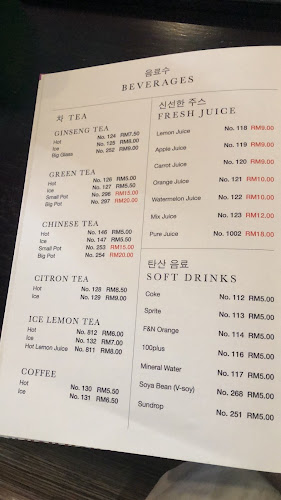 음료수
BEVERAGES
차 TEA
GINSENG TEA
Hot No. 124 RM7.50
Ice No. 125 RM8.00
Big Glass No. 252 RM9.00
GREEN TEA
Hot No. 126 RM5.00
Ice No. 127 RM5.50
Small Pot No. 298 RM15.00
Big Pot No. 297 RM20.00
CHINESE TEA
Hot No. 146 RM5.00
Ice No. 147 RM5.50
Small Pot No. 253 RM15.00
Big Pot No. 254 RM20.00
CITRON TEA
Hot No. 128 RM8.50
Ice No. 129 RM9.00
ICE LEMON TEA
Hot No. 812 RM6.00
Ice No. 132 RM7.00
Hot Lemon Juice No. 811 RM8.00
COFFEE
Hot No. 130 RM5.50
Ice No. 131 RM6.50
신선한 주스
FRESH JUICE
Lemon Juice No. 118 RM9.00
Apple Juice No. 119 RM9.00
Carrot Juice No. 120 RM9.00
Orange Juice No. 121 RM10.00
Watermelon Juice No. 122 RM10.00
Mix Juice No. 123 RM12.00
Pure Juice No. 1002 RM18.00
탄산 음료
SOFT DRINKS
Coke No. 112 RM5.00
Sprite No. 113 RM5.00
F&N Orange No. 114 RM5.00
100plus No. 116 RM5.00
Mineral Water No. 117 RM5.00
Soya Bean (V-soy) No. 268 RM5.00
Sundrop No. 251 RM5.00